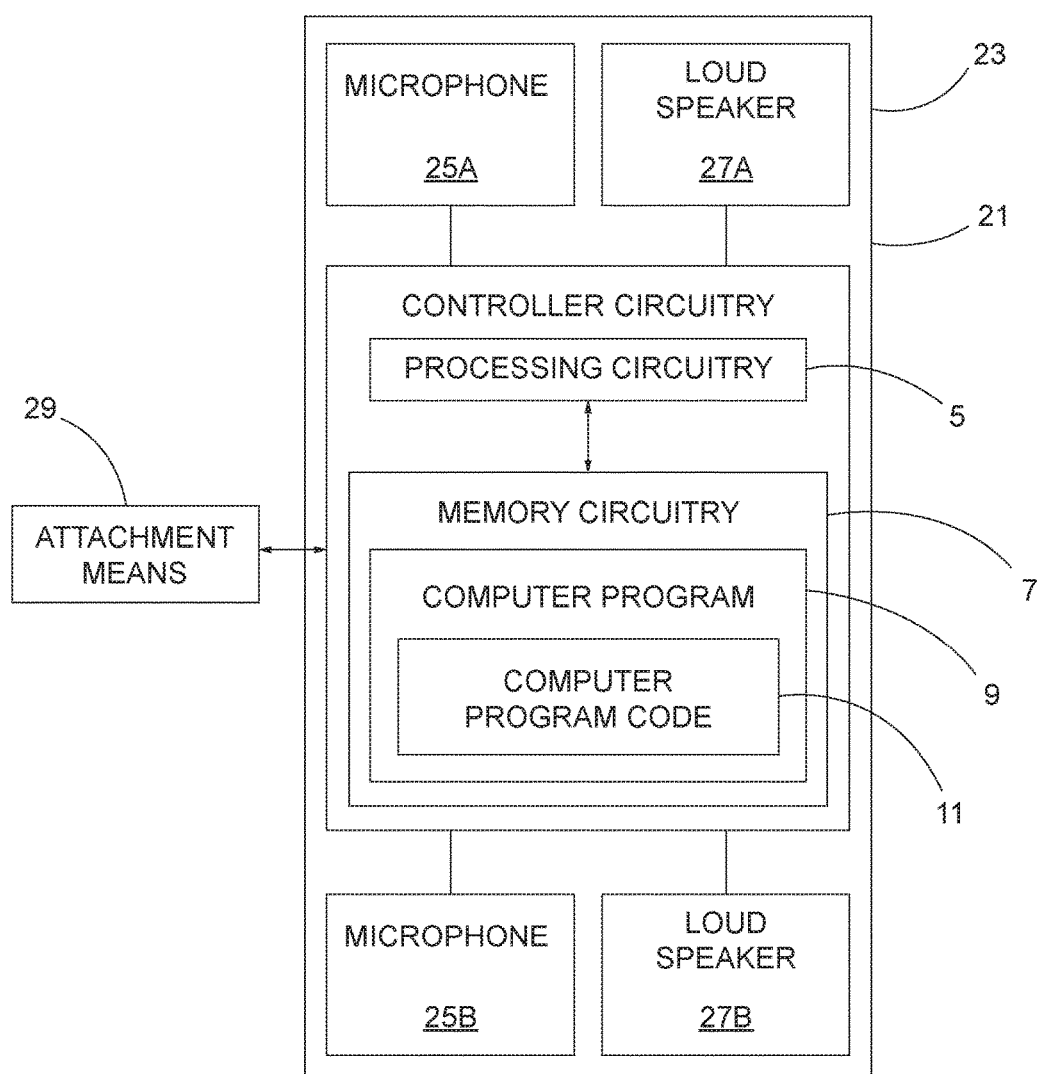 MICROPHONE
25A
LOUD
SPEAKER
27A
23
21
CONTROLLER CIRCUITRY
PROCESSING CIRCUITRY
5
29
ATTACHMENT
MEANS
MEMORY CIRCUITRY
7
COMPUTER PROGRAM
9
COMPUTER
PROGRAM CODE
11
MICROPHONE
25B
LOUD
SPEAKER
27B